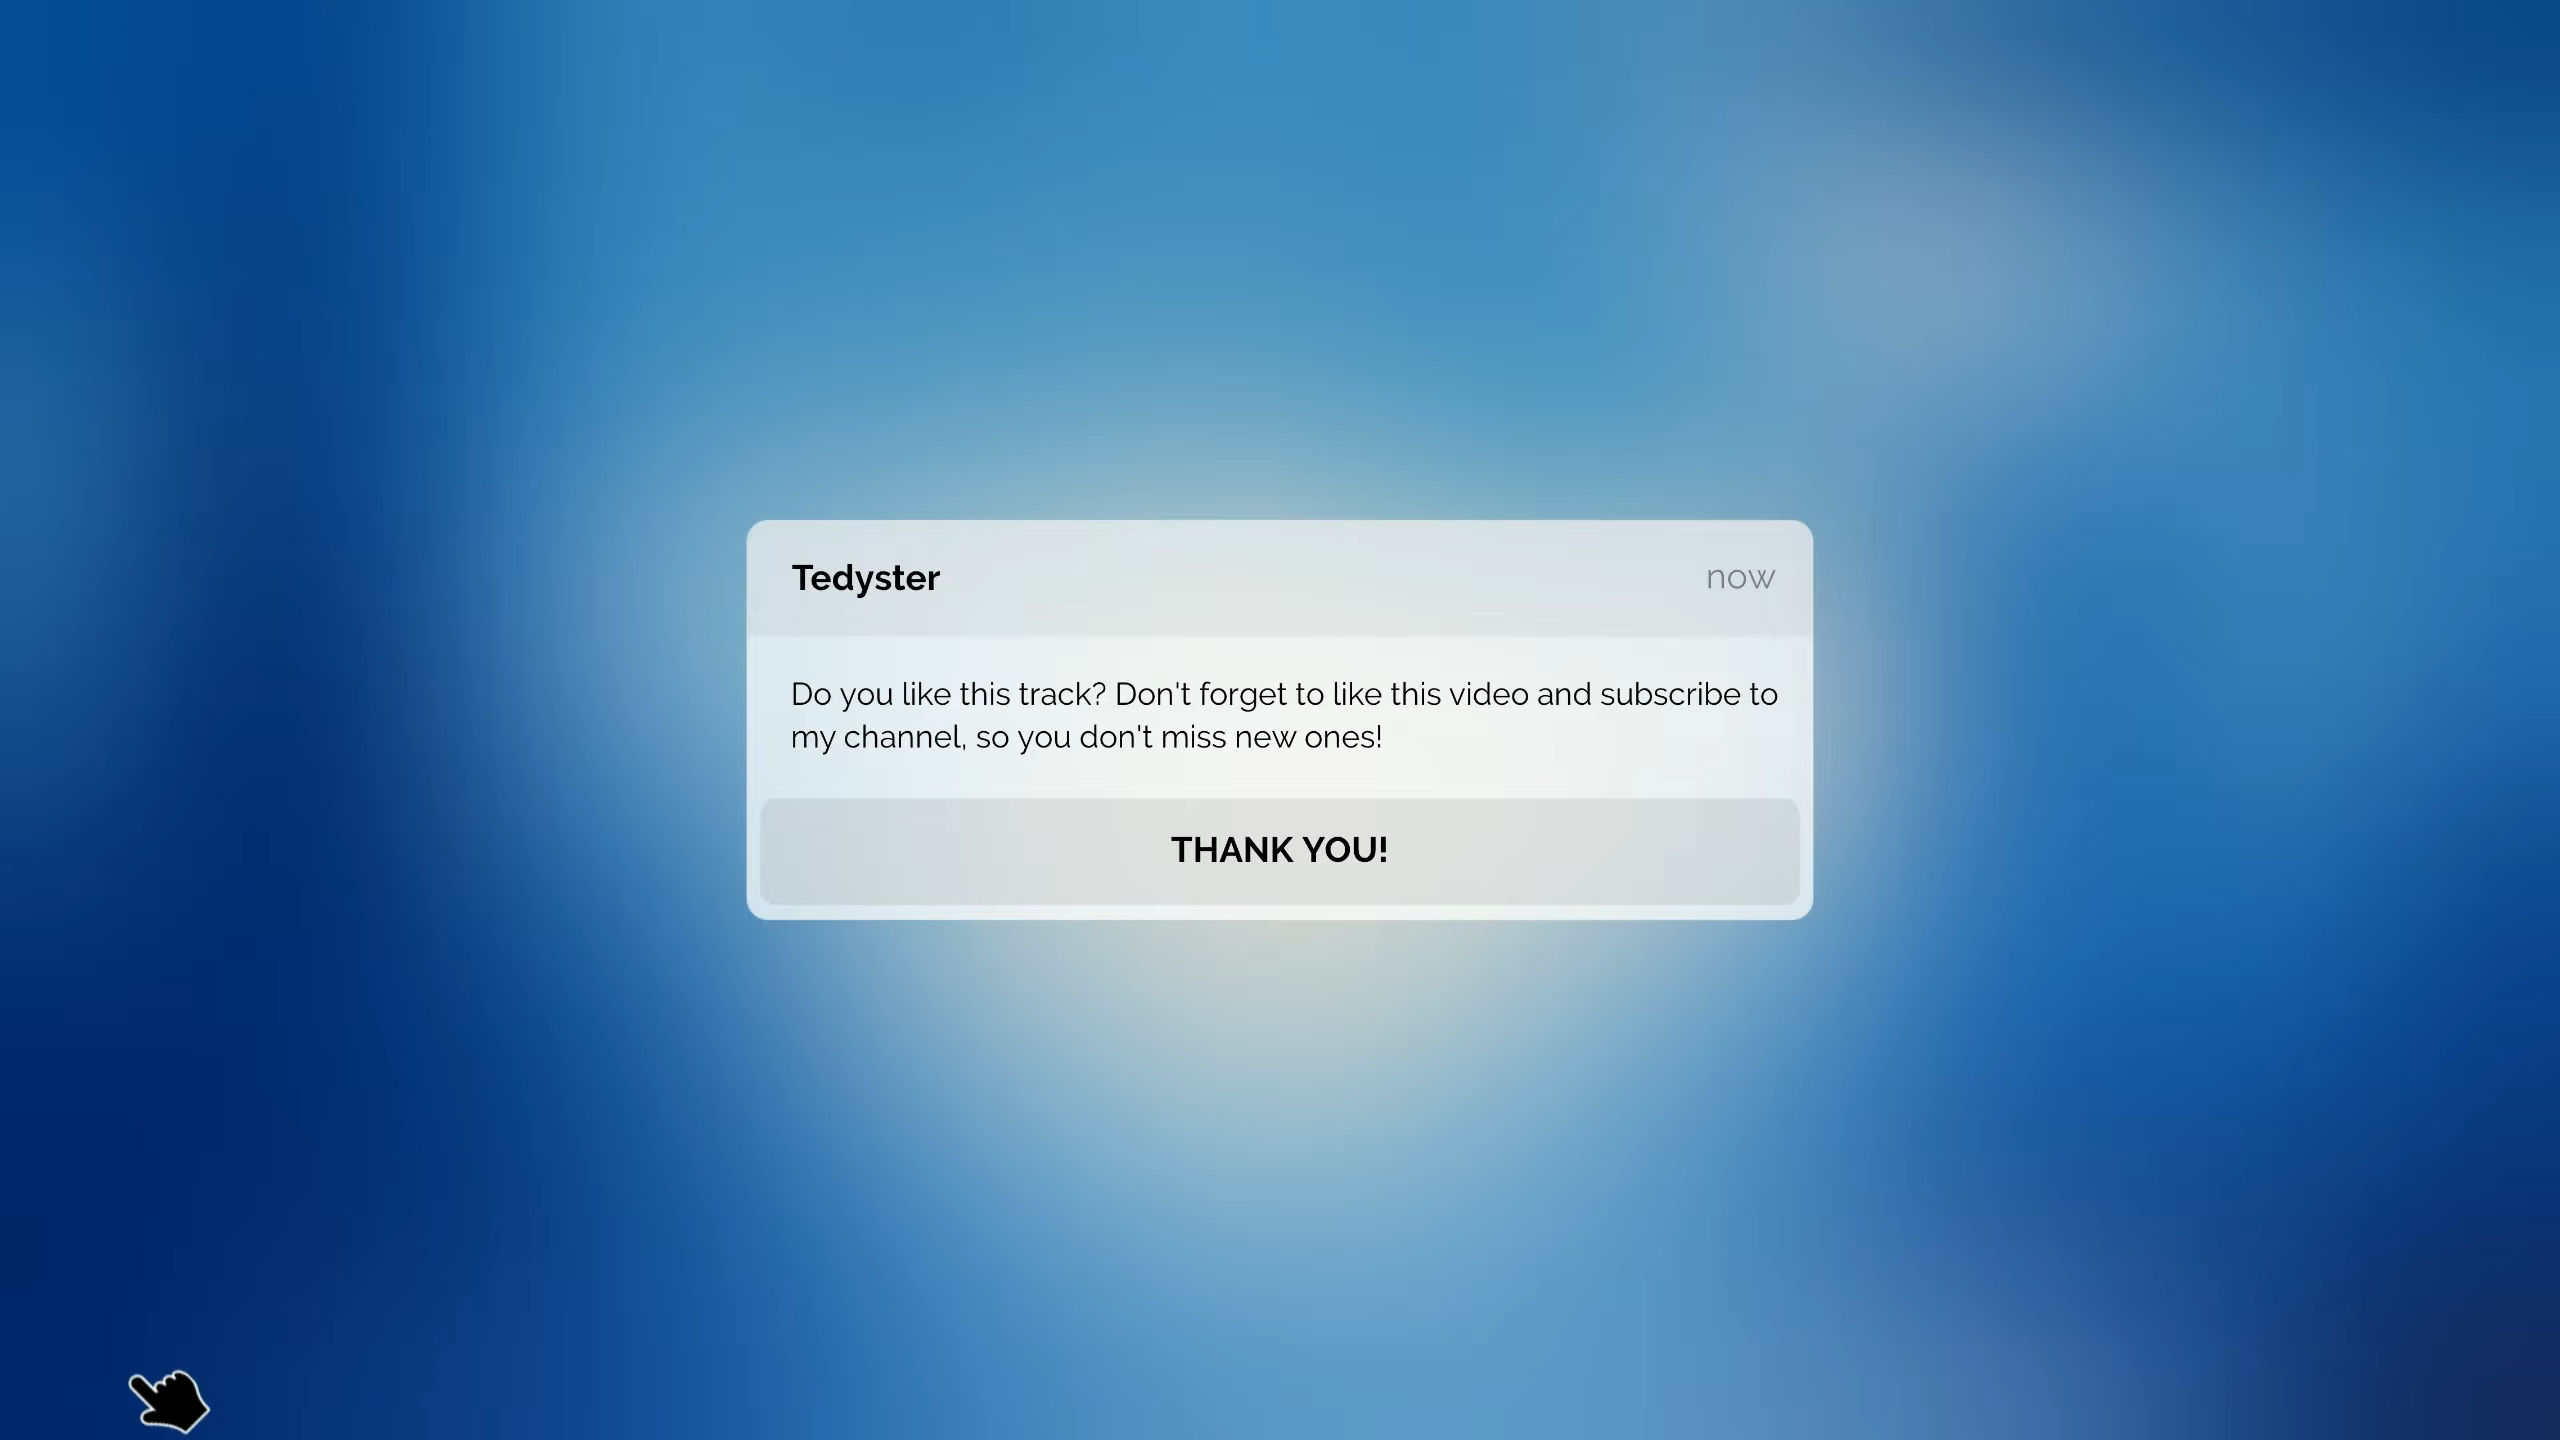 Tedyster
now
Do you like this track? Don't forget to like this video and subscribe to
my channel, so you don't miss new ones!
THANK YOU!